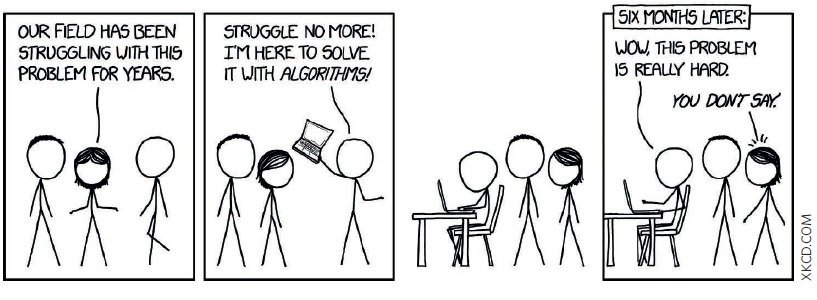 OUR FIELD HAS BEEN
STRUGGLING WITH THIS
PROBLEM FOR YEARS.
STRUGGLE NO MORE!
I'M HERE TO SOLVE
IT WITH ALGORITHMS!
SIX MONTHS LATER:
WOW, THIS PROBLEM
IS REALLY HARD.
YOU DON'T SAY.
XKCD.COM